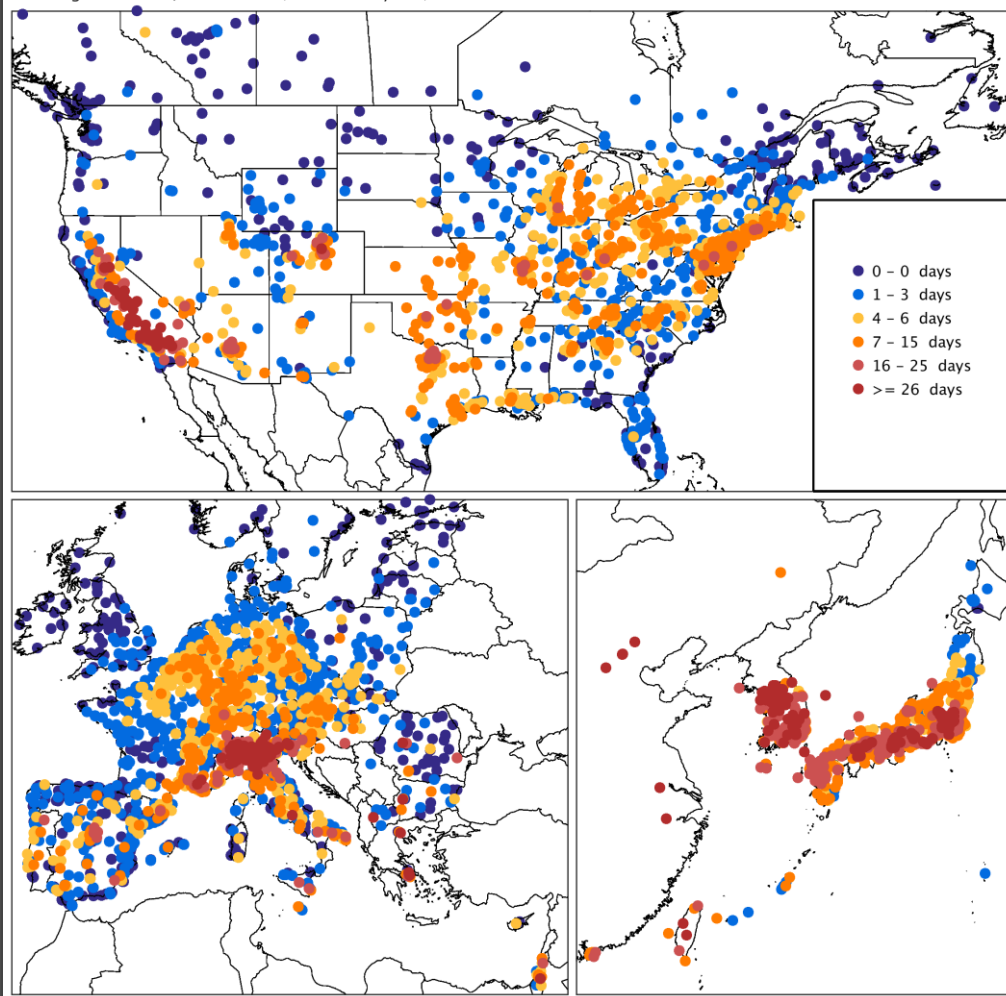 0 – 0 days
1 – 3 days
4 – 6 days
7 – 15 days
16 – 25 days
>= 26 days